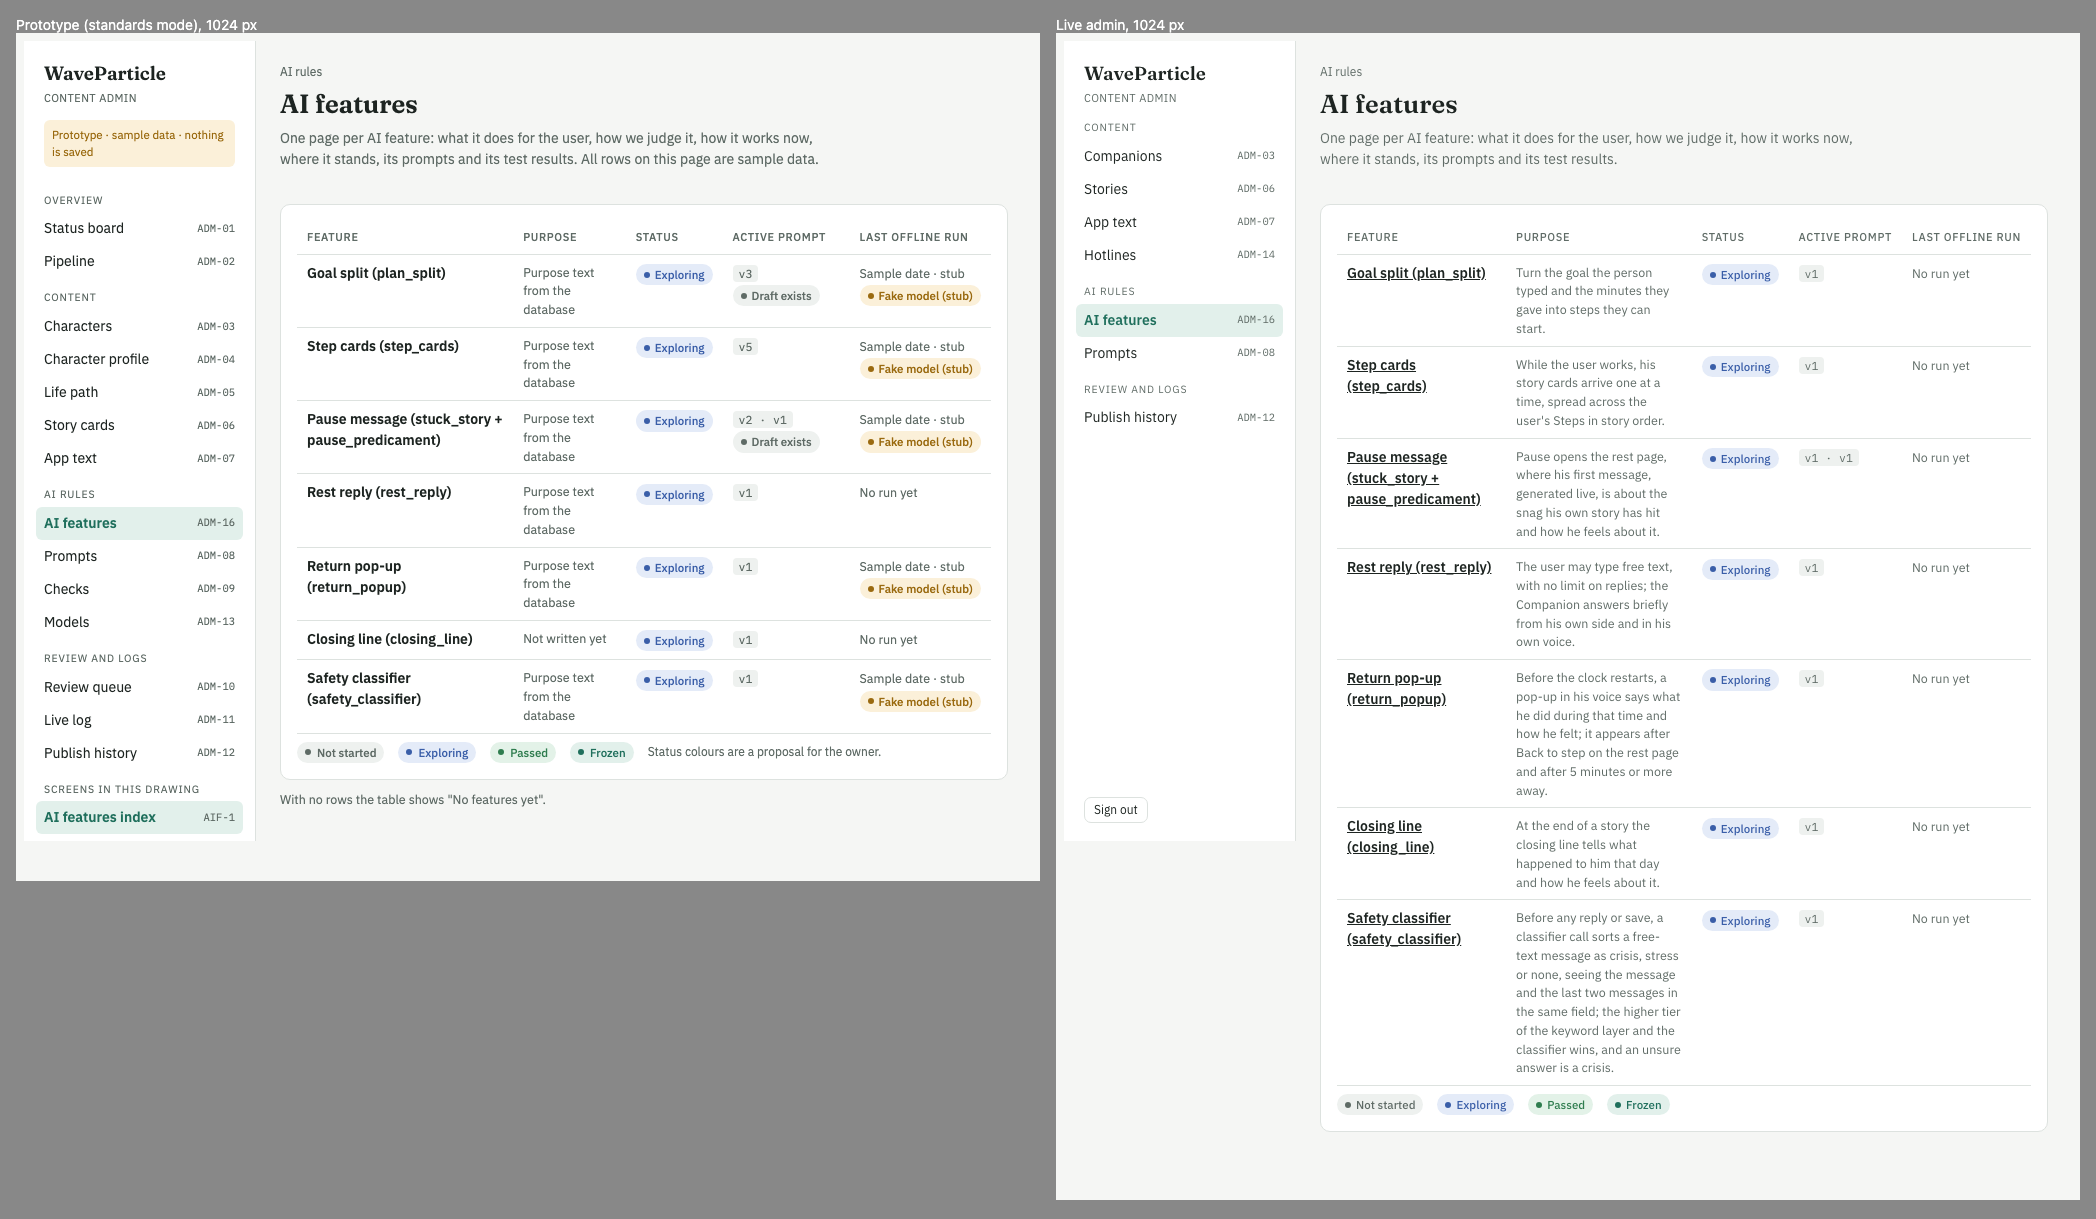 Prototype (standards mode), 1024 px
WaveParticle
CONTENT ADMIN
Prototype · sample data · nothing
is saved
OVERVIEW
Status board ADM-01
Pipeline ADM-02
CONTENT
Characters ADM-03
Character profile ADM-04
Life path ADM-05
Story cards ADM-06
App text ADM-07
AI RULES
AI features ADM-16
Prompts ADM-08
Checks ADM-09
Models ADM-13
REVIEW AND LOGS
Review queue ADM-10
Live log ADM-11
Publish history ADM-12
SCREENS IN THIS DRAWING
AI features index AIF-1
AI rules
AI features
One page per AI feature: what it does for the user, how we judge it, how it works now,
where it stands, its prompts and its test results. All rows on this page are sample data.
FEATURE PURPOSE STATUS ACTIVE PROMPT LAST OFFLINE RUN
Goal split (plan_split) Purpose text Exploring v3 Sample date · stub
from the Draft exists Fake model (stub)
database
Step cards (step_cards) Purpose text Exploring v5 Sample date · stub
from the Fake model (stub)
database
Pause message (stuck_story + Purpose text Exploring v2 · v1 Sample date · stub
pause_predicament) from the Draft exists Fake model (stub)
database
Rest reply (rest_reply) Purpose text Exploring v1 No run yet
from the
database
Return pop-up Purpose text Exploring v1 Sample date · stub
(return_popup) from the Fake model (stub)
database
Closing line (closing_line) Not written yet Exploring v1 No run yet
Safety classifier Purpose text Exploring v1 Sample date · stub
(safety_classifier) from the Fake model (stub)
database
Not started Exploring Passed Frozen Status colours are a proposal for the owner.
With no rows the table shows "No features yet".
Live admin, 1024 px
WaveParticle
CONTENT ADMIN
CONTENT
Companions ADM-03
Stories ADM-06
App text ADM-07
Hotlines ADM-14
AI RULES
AI features ADM-16
Prompts ADM-08
REVIEW AND LOGS
Publish history ADM-12
Sign out
AI rules
AI features
One page per AI feature: what it does for the user, how we judge it, how it works now,
where it stands, its prompts and its test results.
FEATURE PURPOSE STATUS ACTIVE PROMPT LAST OFFLINE RUN
Goal split (plan_split) Turn the goal the person Exploring v1 No run yet
typed and the minutes they
gave into steps they can
start.
Step cards While the user works, his Exploring v1 No run yet
(step_cards) story cards arrive one at a
time, spread across the
user's Steps in story order.
Pause message Pause opens the rest page, Exploring v1 · v1 No run yet
(stuck_story + where his first message,
pause_predicament) generated live, is about the
snag his own story has hit
and how he feels about it.
Rest reply (rest_reply) The user may type free text, Exploring v1 No run yet
with no limit on replies; the
Companion answers briefly
from his own side and in his
own voice.
Return pop-up Before the clock restarts, a Exploring v1 No run yet
(return_popup) pop-up in his voice says what
he did during that time and
how he felt; it appears after
Back to step on the rest page
and after 5 minutes or more
away.
Closing line At the end of a story the Exploring v1 No run yet
(closing_line) closing line tells what
happened to him that day
and how he feels about it.
Safety classifier Before any reply or save, a Exploring v1 No run yet
(safety_classifier) classifier call sorts a free-
text message as crisis, stress
or none, seeing the message
and the last two messages in
the same field; the higher tier
of the keyword layer and the
classifier wins, and an unsure
answer is a crisis.
Not started Exploring Passed Frozen